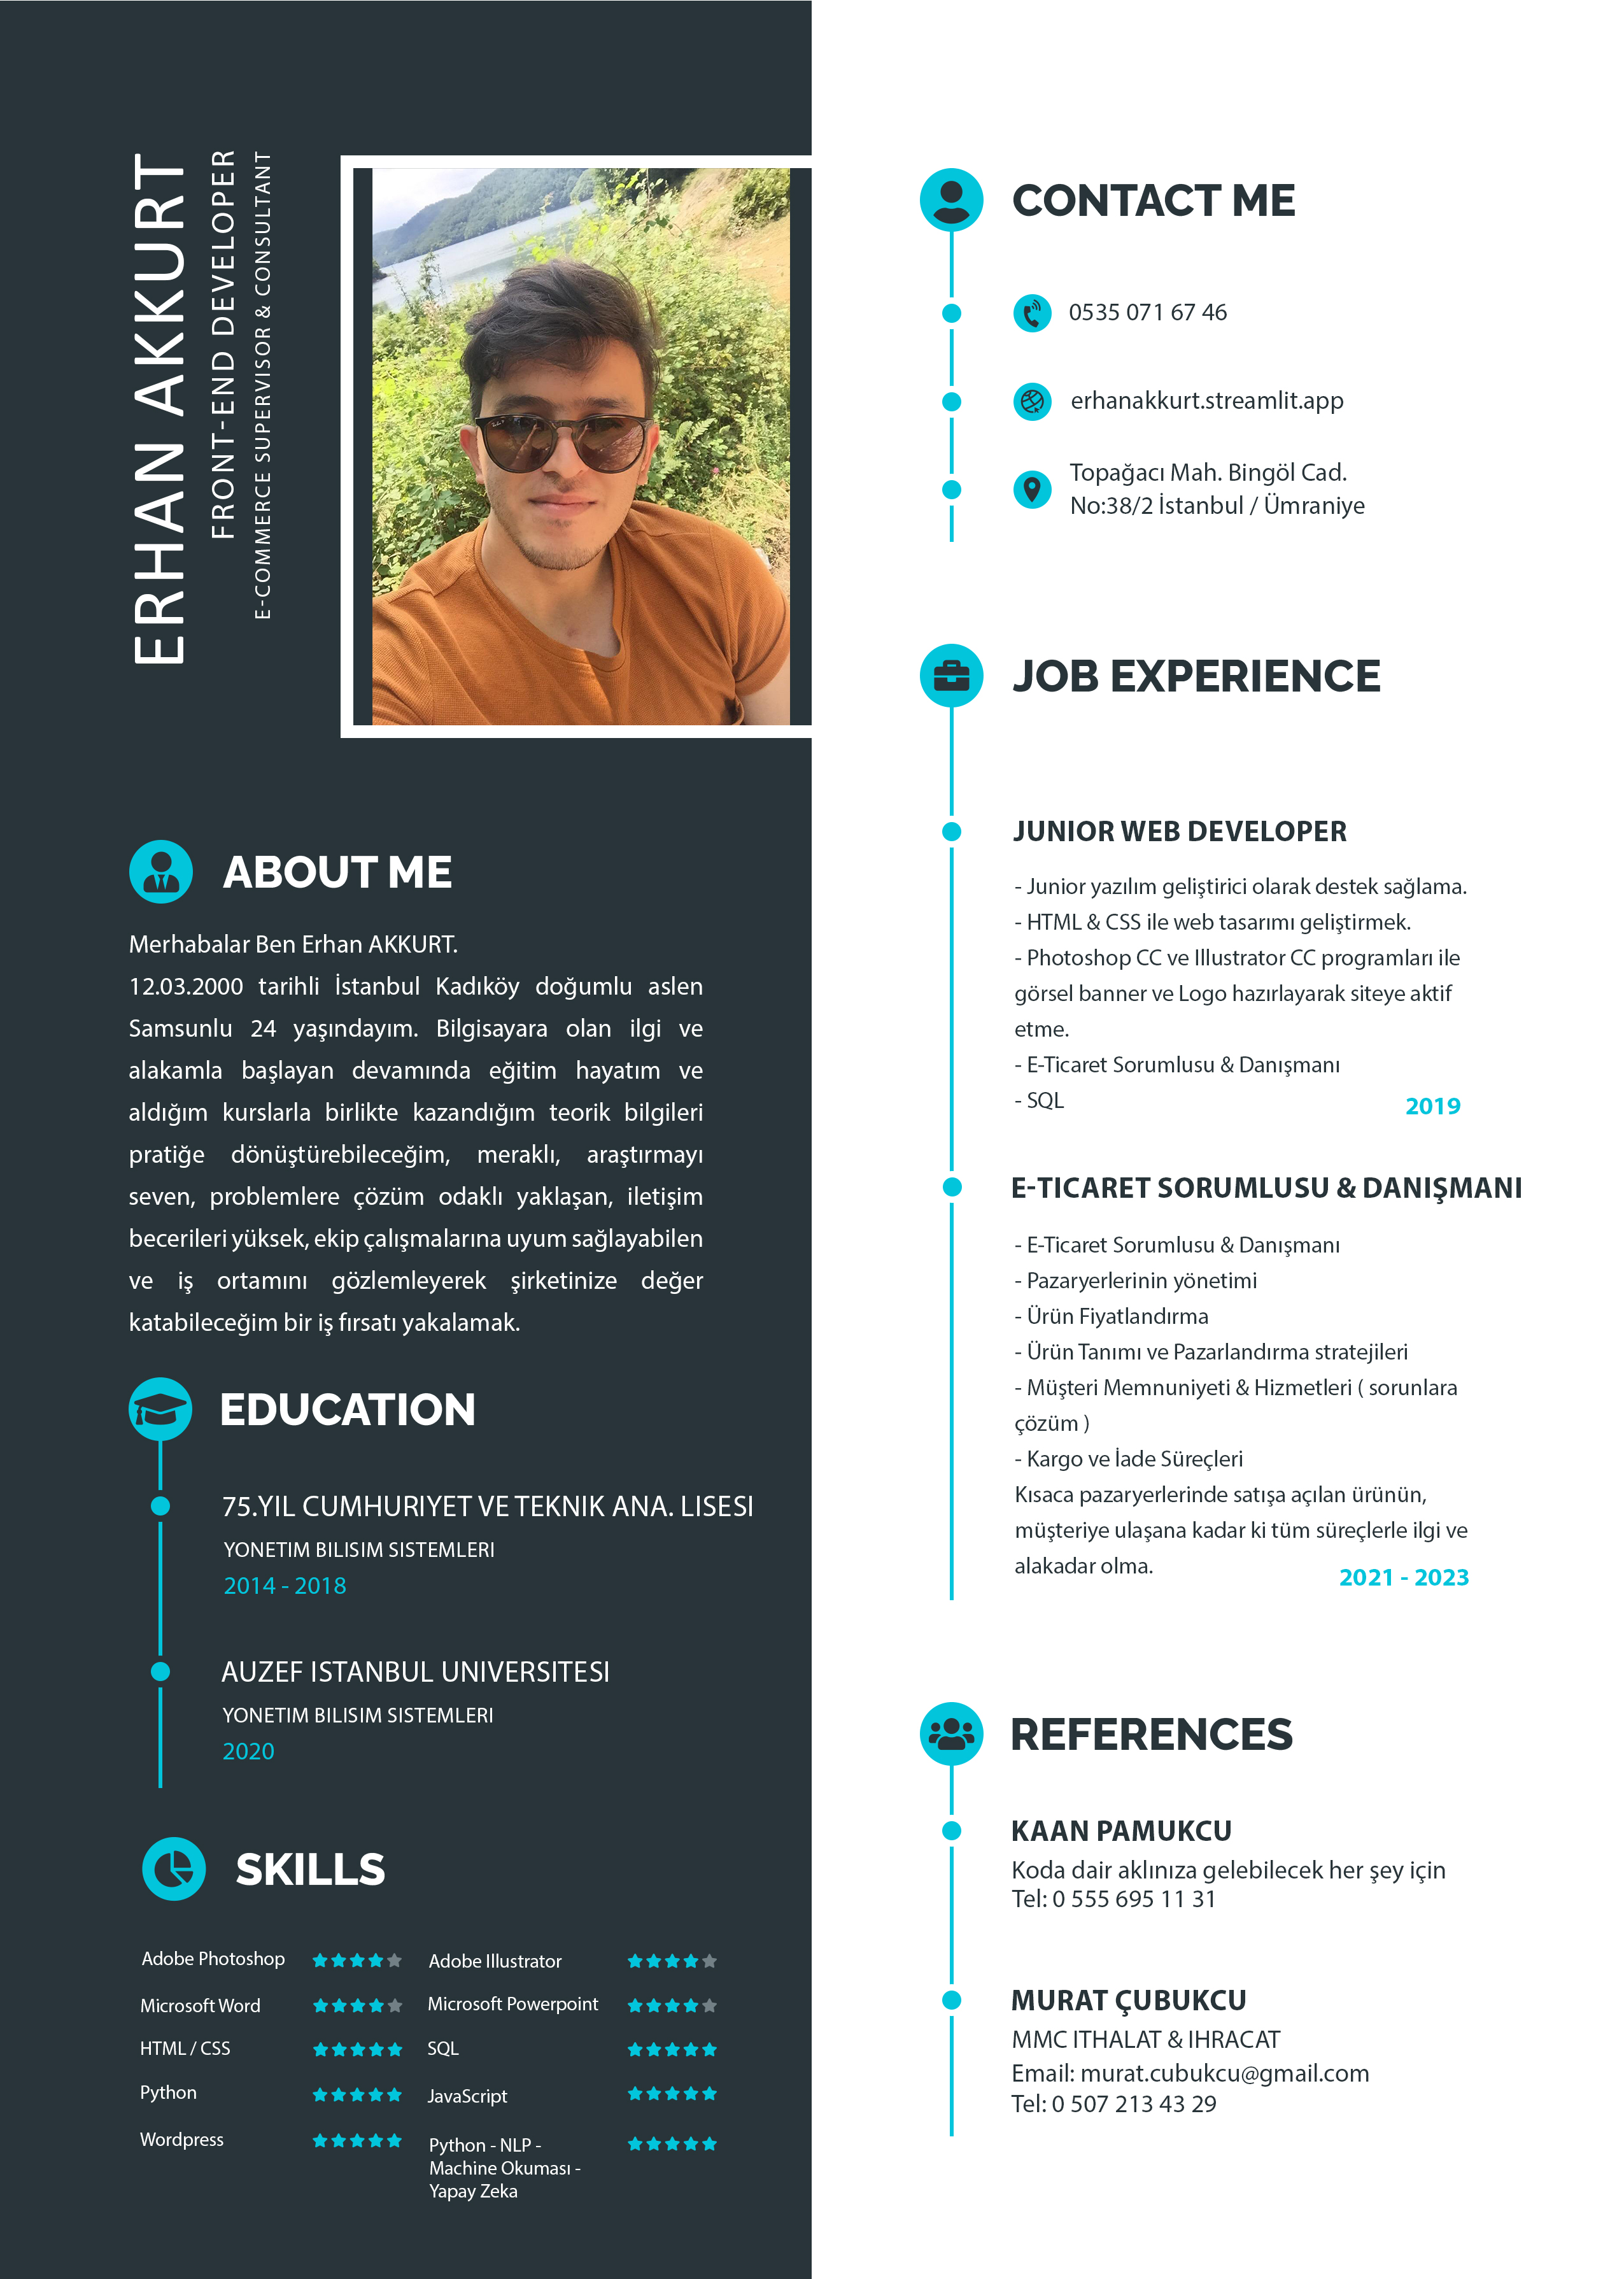 ERHAN AKKURT
FRONT-END DEVELOPER
E-COMMERCE SUPERVISOR & CONSULTANT
ABOUT ME
Merhabalar Ben Erhan AKKURT.
12.03.2000 tarihli İstanbul Kadıköy doğumlu aslen
Samsunlu 24 yaşındayım. Bilgisayara olan ilgi ve
alakamla başlayan devamında eğitim hayatım ve
aldığım kurslarla birlikte kazandığım teorik bilgileri
pratiğe dönüştürebileceğim, meraklı, araştırmayı
seven, problemlere çözüm odaklı yaklaşan, iletişim
becerileri yüksek, ekip çalışmalarına uyum sağlayabilen
ve iş ortamını gözlemleyerek şirketinize değer
katabileceğim bir iş fırsatı yakalamak.
EDUCATION
75.YIL CUMHURIYET VE TEKNIK ANA. LISESI
YONETIM BILISIM SISTEMLERI
2014 - 2018
AUZEF ISTANBUL UNIVERSITESI
YONETIM BILISIM SISTEMLERI
2020
SKILLS
Adobe Photoshop
Microsoft Word
HTML / CSS
Python
Wordpress
Adobe Illustrator
Microsoft Powerpoint
SQL
JavaScript
Python - NLP -
Machine Okuması -
Yapay Zeka
CONTACT ME
0535 071 67 46
erhanakkurt.streamlit.app
Topağacı Mah. Bingöl Cad.
No:38/2 İstanbul / Ümraniye
JOB EXPERIENCE
JUNIOR WEB DEVELOPER
- Junior yazılım geliştirici olarak destek sağlama.
- HTML & CSS ile web tasarımı geliştirmek.
- Photoshop CC ve Illustrator CC programları ile
görsel banner ve Logo hazırlayarak siteye aktif
etme.
- E-Ticaret Sorumlusu & Danışmanı
- SQL
2019
E-TICARET SORUMLUSU & DANIŞMANI
- E-Ticaret Sorumlusu & Danışmanı
- Pazaryerlerinin yönetimi
- Ürün Fiyatlandırma
- Ürün Tanımı ve Pazarlandırma stratejileri
- Müşteri Memnuniyeti & Hizmetleri ( sorunlara
çözüm )
- Kargo ve İade Süreçleri
Kısaca pazaryerlerinde satışa açılan ürünün,
müşteriye ulaşana kadar ki tüm süreçlerle ilgi ve
alakadar olma.
2021 - 2023
REFERENCES
KAAN PAMUKCU
Koda dair aklınıza gelebilecek her şey için
Tel: 0 555 695 11 31
MURAT ÇUBUKCU
MMC ITHALAT & IHRACAT
Email: murat.cubukcu@gmail.com
Tel: 0 507 213 43 29